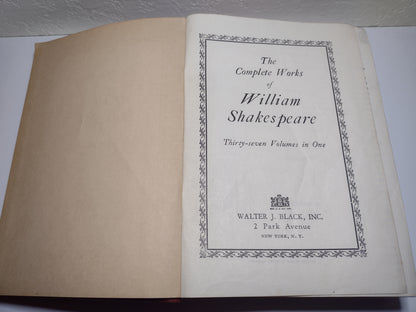 The
Complete Works
of
William
Shakespeare
Thirty-seven Volumes in One
WALTER J. BLACK, INC.
2 Park Avenue
NEW YORK, N. Y.